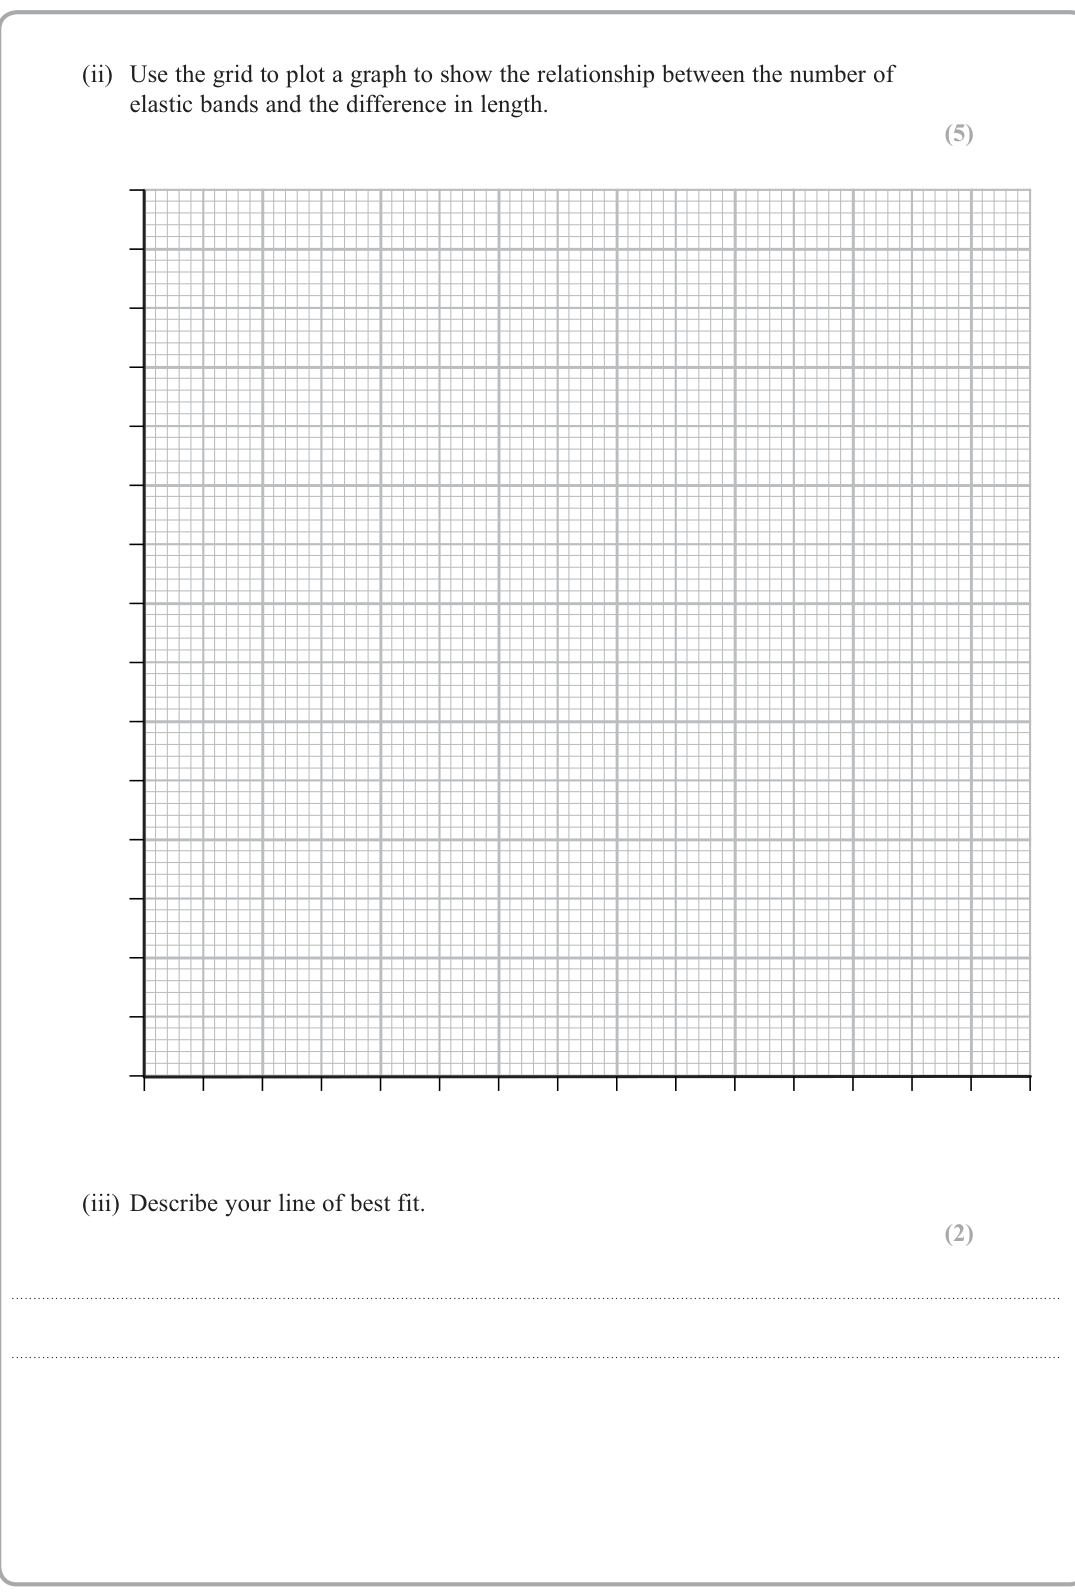 (ii) Use the grid to plot a graph to show the relationship between the number of
elastic bands and the difference in length.
(5)
(iii) Describe your line of best fit.
(2)